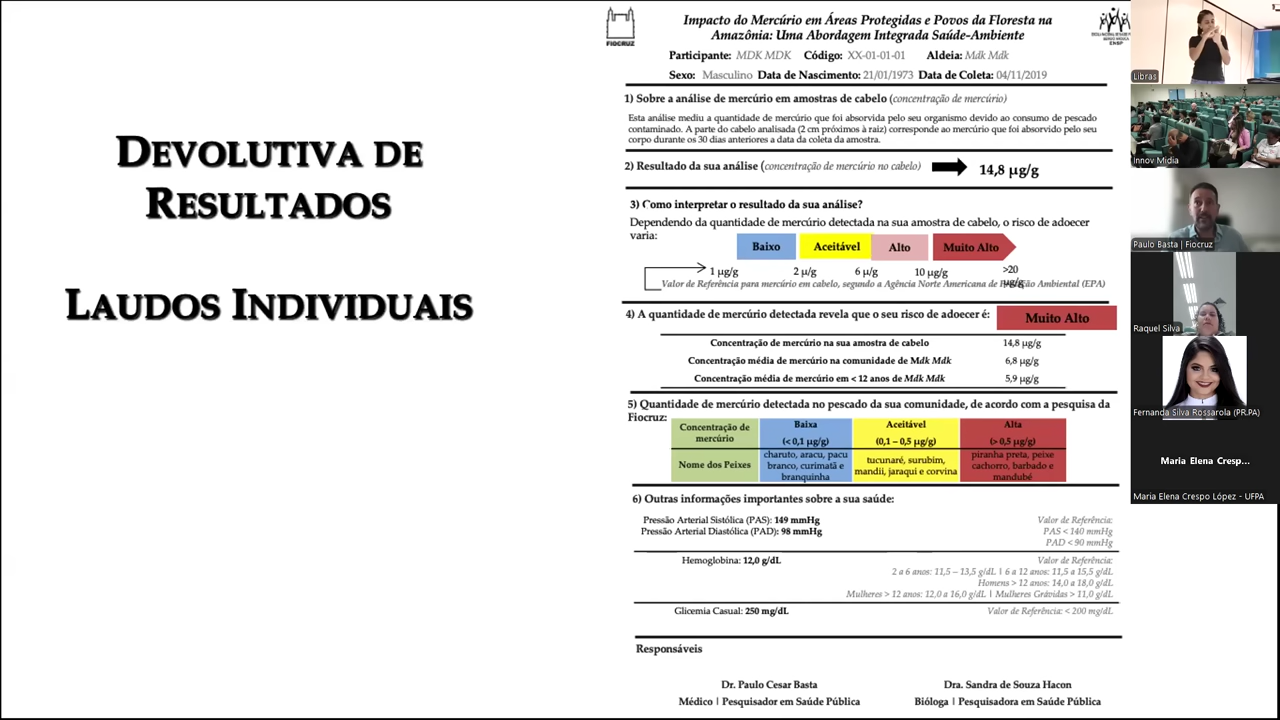 DEVOLUTIVA DE
RESULTADOS
LAUDOS INDIVIDUAIS
FIOCRUZ
Impacto do Mercúrio em Áreas Protegidas e Povos da Floresta na
Amazônia: Uma Abordagem Integrada Saúde-Ambiente
ENSP
Participante: MDK MDK Código: XX-01-01-01 Aldeia: Mdk Mdk
Sexo: Masculino Data de Nascimento: 21/01/1973 Data de Coleta: 04/11/2019
1) Sobre a análise de mercúrio em amostras de cabelo (concentração de mercúrio)
Esta análise mediu a quantidade de mercúrio que foi absorvida pelo seu organismo devido ao consumo de pescado
contaminado. A parte do cabelo analisada (2 cm próximos à raiz) corresponde ao mercúrio que foi absorvido pelo seu
corpo durante os 30 dias anteriores a data da coleta da amostra.
2) Resultado da sua análise (concentração de mercúrio no cabelo) 14,8 µg/g
3) Como interpretar o resultado da sua análise?
Dependendo da quantidade de mercúrio detectada na sua amostra de cabelo, o risco de adoecer
varia:
Baixo Aceitável Alto Muito Alto
1 µg/g 2 µ/g 6 µ/g 10 µg/g >20
µg/g
Valor de Referência para mercúrio em cabelo, segundo a Agência Norte Americana de Proteção Ambiental (EPA)
4) A quantidade de mercúrio detectada revela que o seu risco de adoecer é: Muito Alto
Concentração de mercúrio na sua amostra de cabelo 14,8 µg/g
Concentração média de mercúrio na comunidade de Mdk Mdk 6,8 µg/g
Concentração média de mercúrio em < 12 anos de Mdk Mdk 5,9 µg/g
5) Quantidade de mercúrio detectada no pescado da sua comunidade, de acordo com a pesquisa da
Fiocruz:
Concentração de
mercúrio
Baixa
(< 0,1 µg/g)
Aceitável
(0,1 – 0,5 µg/g)
Alta
(> 0,5 µg/g)
Nome dos Peixes
charuto, aracu, pacu
branco, curimatã e
branquinha
tucunaré, surubim,
mandii, jaraqui e corvina
piranha preta, peixe
cachorro, barbado e
mandubé
6) Outras informações importantes sobre a sua saúde:
Pressão Arterial Sistólica (PAS): 149 mmHg
Pressão Arterial Diastólica (PAD): 98 mmHg
Valor de Referência:
PAS < 140 mmHg
PAD < 90 mmHg
Hemoglobina: 12,0 g/dL
Valor de Referência:
2 a 6 anos: 11,5 – 13,5 g/dL | 6 a 12 anos: 11,5 a 15,5 g/dL
Homens > 12 anos: 14,0 a 18,0 g/dL
Mulheres > 12 anos: 12,0 a 16,0 g/dL | Mulheres Grávidas > 11,0 g/dL
Glicemia Casual: 250 mg/dL
Valor de Referência: < 200 mg/dL
Responsáveis
Dr. Paulo Cesar Basta
Médico | Pesquisador em Saúde Pública
Dra. Sandra de Souza Hacon
Bióloga | Pesquisadora em Saúde Pública
Libras
Innov Midia
Paulo Basta | Fiocruz
Raquel Silva
Fernanda Silva Rossarola (PR.PA)
Maria Elena Cresp...
Maria Elena Crespo López - UFPA